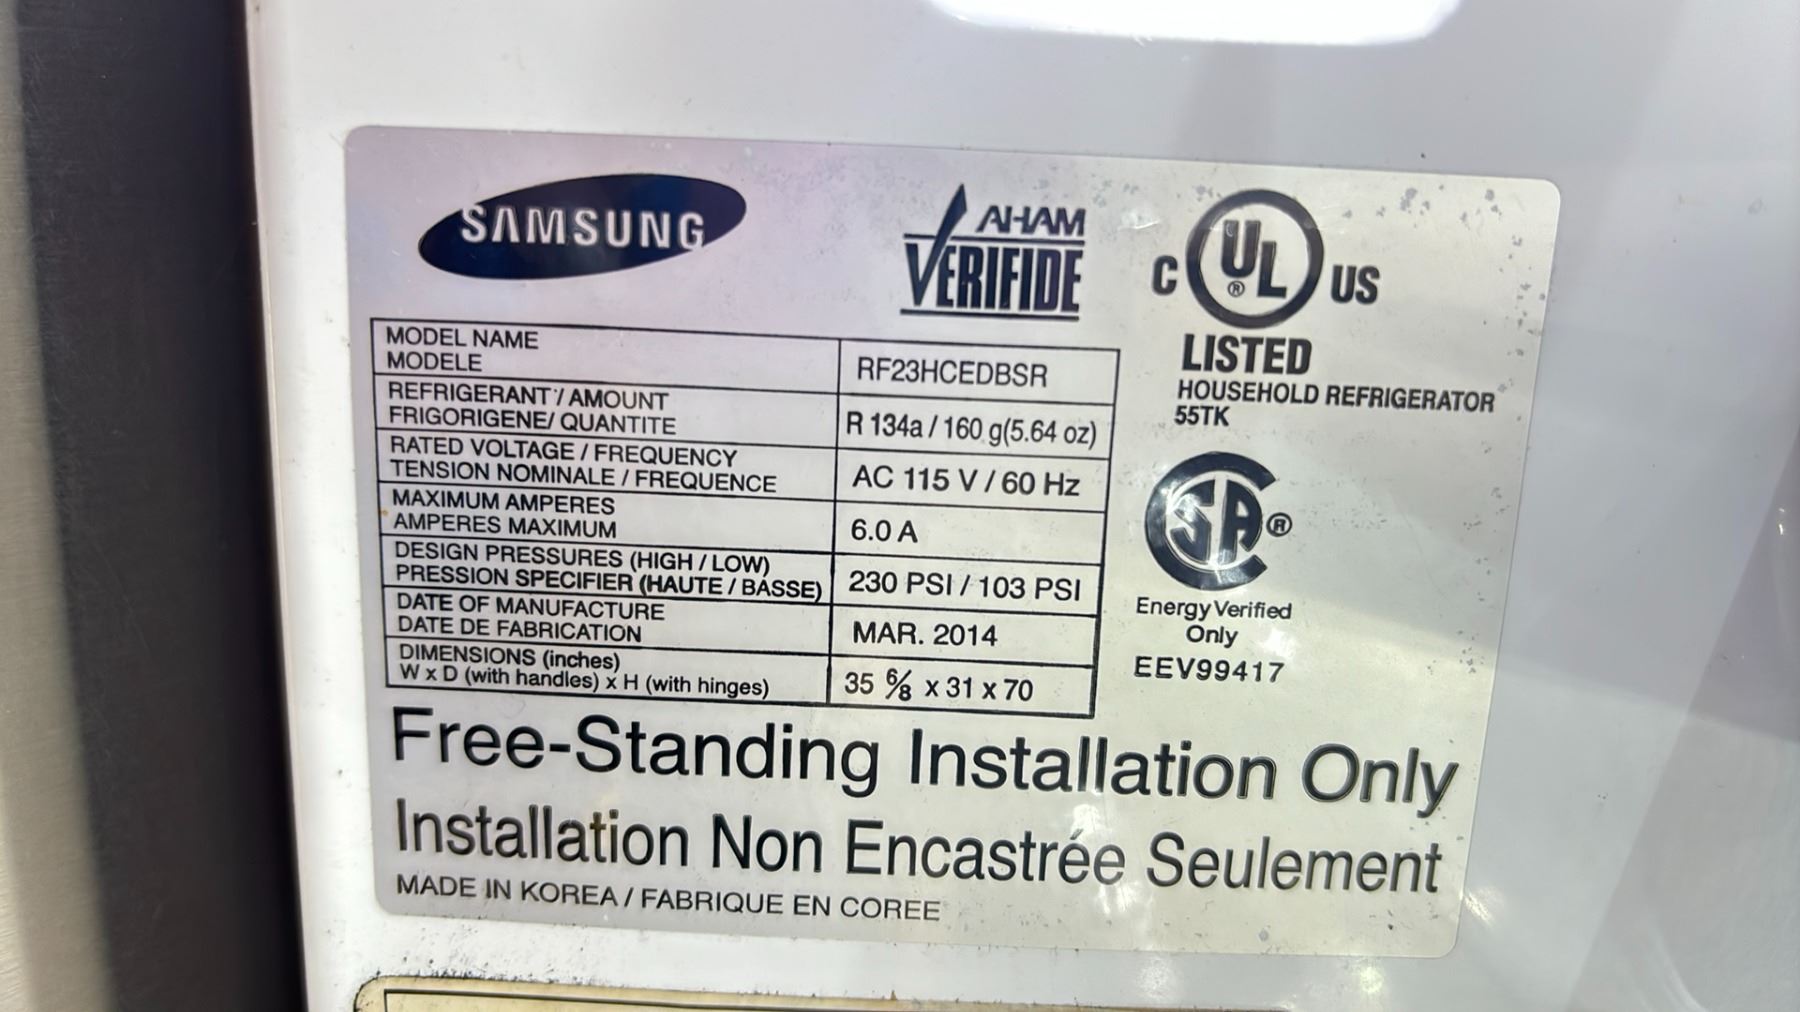 SAMSUNG
AHAM
VERIFIDE
C UL® US
LISTED
HOUSEHOLD REFRIGERATOR
55TK
MODEL NAME
MODELE
RF23HCEDBSR
REFRIGERANT / AMOUNT
FRIGORIGENE/ QUANTITE
R 134a / 160 g(5.64 oz)
RATED VOLTAGE / FREQUENCY
TENSION NOMINALE / FREQUENCE
AC 115 V / 60 Hz
MAXIMUM AMPERES
AMPERES MAXIMUM
6.0 A
DESIGN PRESSURES (HIGH / LOW)
PRESSION SPECIFIER (HAUTE / BASSE)
230 PSI / 103 PSI
DATE OF MANUFACTURE
DATE DE FABRICATION
MAR. 2014
DIMENSIONS (inches)
W x D (with handles) x H (with hinges)
35 6/8 x 31 x 70
SA®
Energy Verified
Only
EEV99417
Free-Standing Installation Only
Installation Non Encastrée Seulement
MADE IN KOREA / FABRIQUE EN COREE